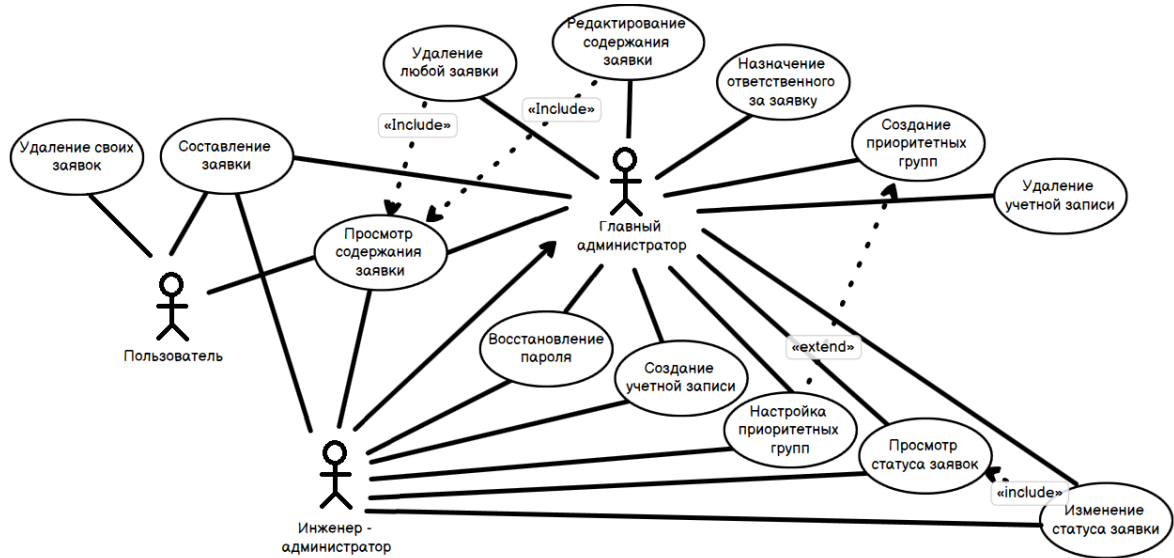 Редактирование
содержания
заявки
Удаление
любой заявки
Назначение
ответственного
за заявку
«Include»
«Include»
Создание
приоритетных
групп
Удаление своих
заявок
Составление
заявки
Удаление
учетной записи
Главный
администратор
Просмотр
содержания
заявки
Пользователь
Восстановление
пароля
«extend»
Создание
учетной записи
Настройка
приоритетных
групп
Просмотр
статуса заявок
«include»
Изменение
статуса заявки
Инженер -
администратор